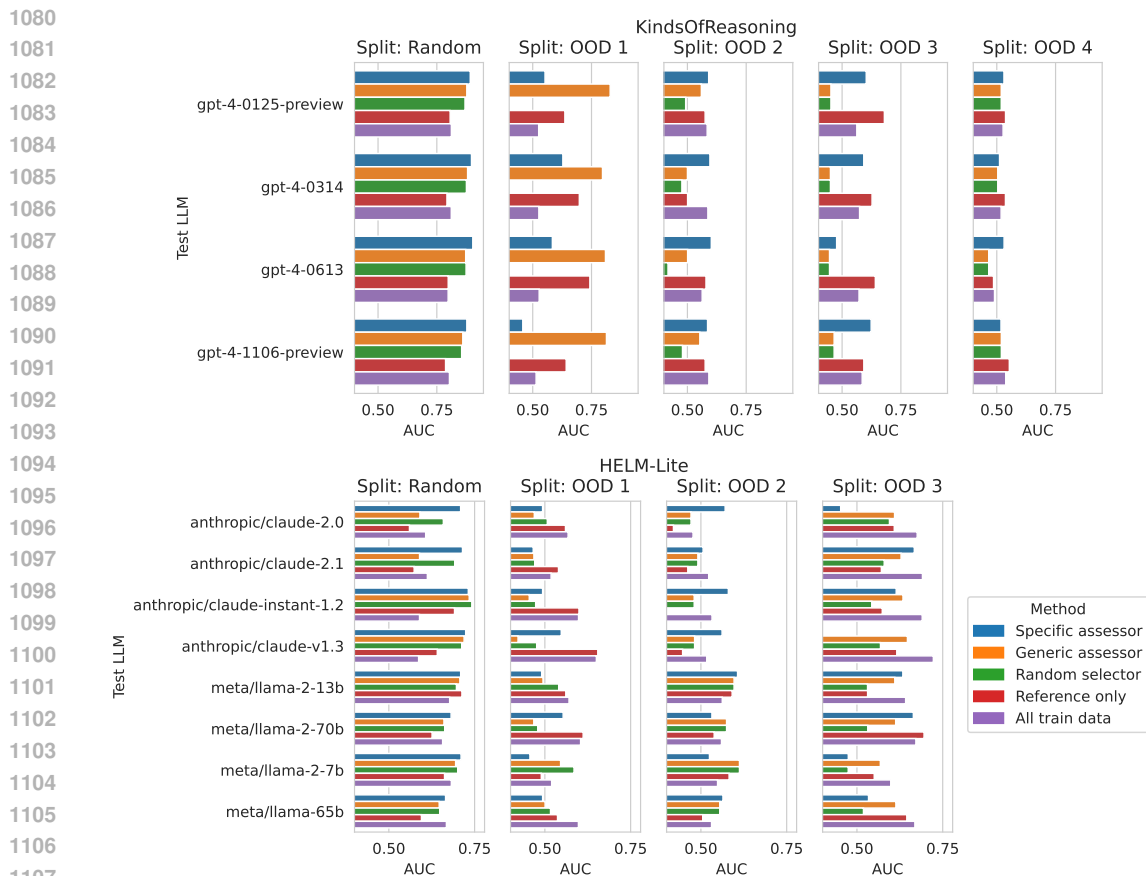 1080
1081
1082
1083
1084
1085
1086
1087
1088
1089
1090
1091
1092
1093
1094
1095
1096
1097
1098
1099
1100
1101
1102
1103
1104
1105
1106
KindsOfReasoning
Split: Random Split: OOD 1 Split: OOD 2 Split: OOD 3 Split: OOD 4
Test LLM
gpt-4-0125-preview
gpt-4-0314
gpt-4-0613
gpt-4-1106-preview
0.50 0.75 0.50 0.75 0.50 0.75 0.50 0.75 0.50 0.75
AUC AUC AUC AUC AUC
HELM-Lite
Split: Random Split: OOD 1 Split: OOD 2 Split: OOD 3
Test LLM
anthropic/claude-2.0
anthropic/claude-2.1
anthropic/claude-instant-1.2
anthropic/claude-v1.3
meta/llama-2-13b
meta/llama-2-70b
meta/llama-2-7b
meta/llama-65b
0.50 0.75 0.50 0.75 0.50 0.75 0.50 0.75
AUC AUC AUC AUC
Method
Specific assessor
Generic assessor
Random selector
Reference only
All train data